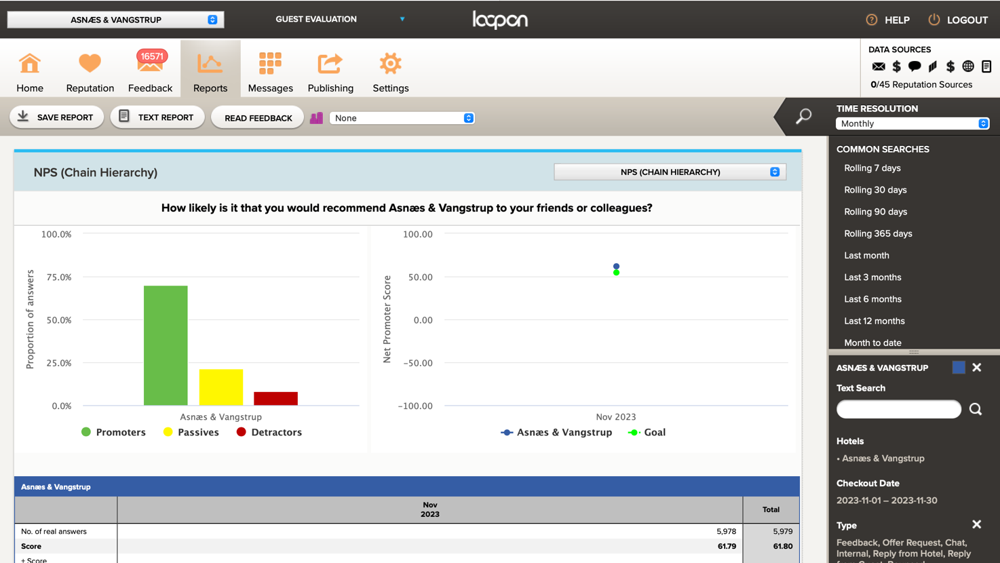 ASNÆS & VANGSTRUP
GUEST EVALUATION
loopon
HELP
LOGOUT
Home
Reputation
16571
Feedback
Reports
Messages
Publishing
Settings
DATA SOURCES
0/45 Reputation Sources
SAVE REPORT
TEXT REPORT
READ FEEDBACK
None
TIME RESOLUTION
Monthly
COMMON SEARCHES
Rolling 7 days
Rolling 30 days
Rolling 90 days
Rolling 365 days
Last month
Last 3 months
Last 6 months
Last 12 months
Month to date
NPS (Chain Hierarchy)
NPS (CHAIN HIERARCHY)
How likely is it that you would recommend Asnæs & Vangstrup to your friends or colleagues?
Proportion of answers
100.0%
75.0%
50.0%
25.0%
0.0%
Asnæs & Vangstrup
Promoters Passives Detractors
Net Promoter Score
100.00
50.00
0.00
−50.00
−100.00
Nov 2023
Asnæs & Vangstrup Goal
Asnæs & Vangstrup
Nov
2023
Total
No. of real answers 5,978 5,979
Score 61.79 61.80
± Score
ASNÆS & VANGSTRUP
Text Search
Hotels
• Asnæs & Vangstrup
Checkout Date
2023-11-01 – 2023-11-30
Type
Feedback, Offer Request, Chat,
Internal, Reply from Hotel, Reply